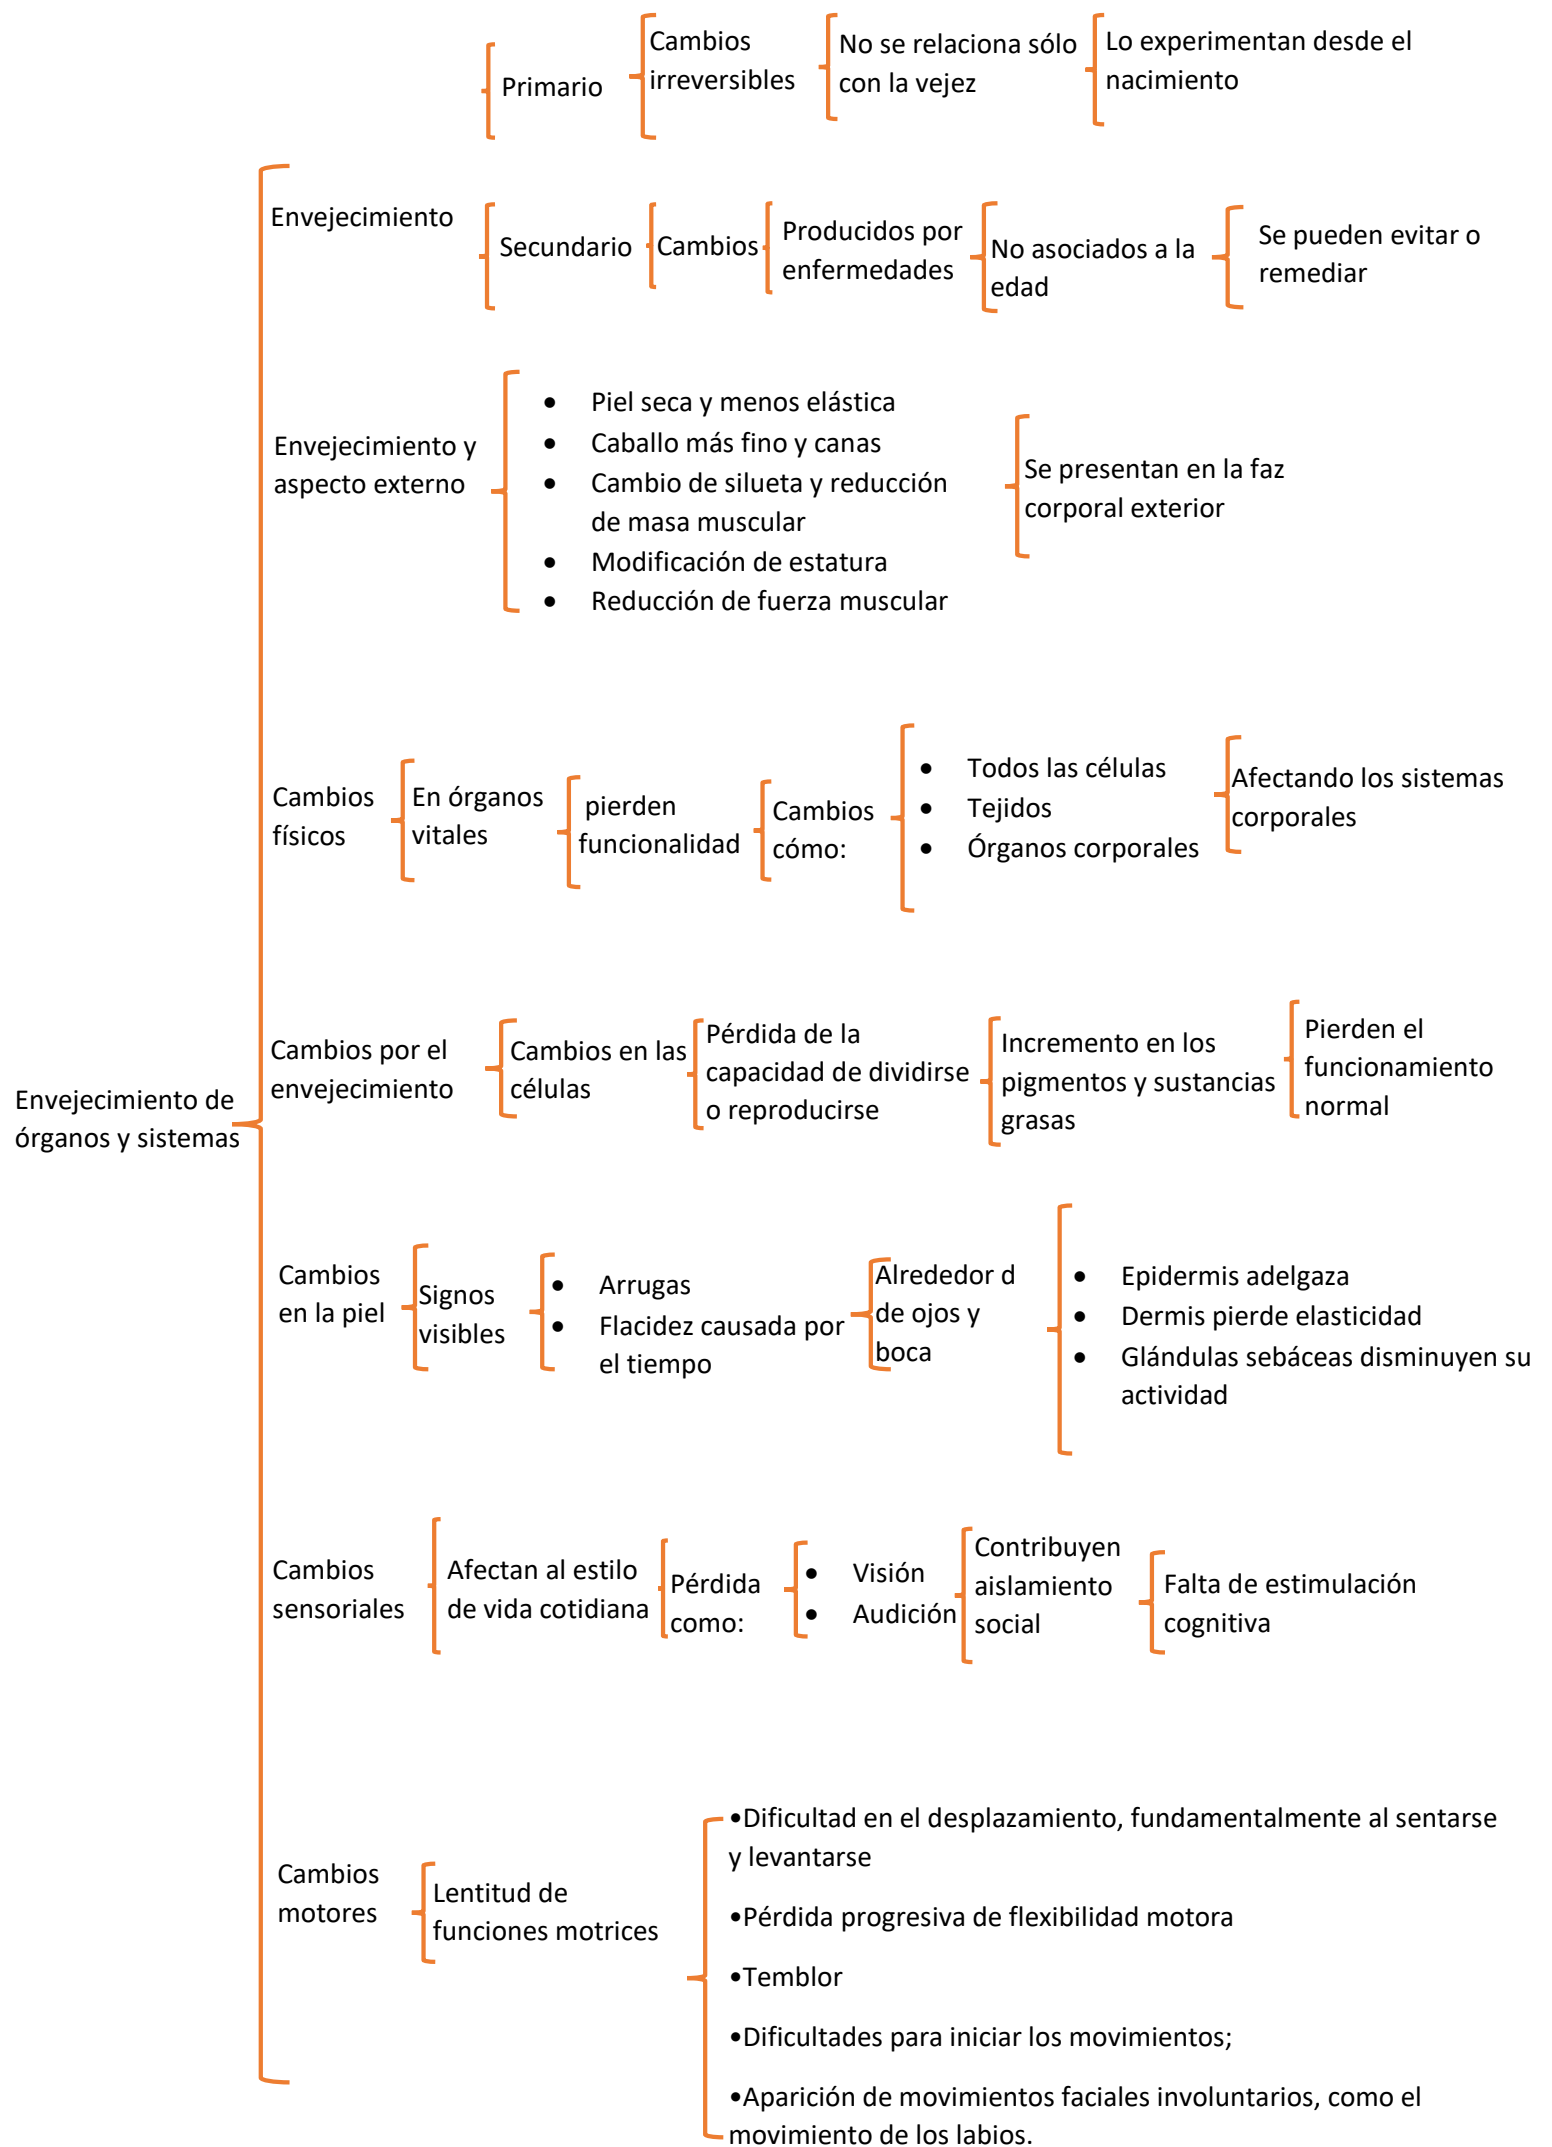 Primario
Cambios
irreversibles
No se relaciona sólo
con la vejez
Lo experimentan desde el
nacimiento
Envejecimiento
Secundario
Cambios
Producidos por
enfermedades
No asociados a la
edad
Se pueden evitar o
remediar
Envejecimiento y
aspecto externo
• Piel seca y menos elástica
• Caballo más fino y canas
• Cambio de silueta y reducción
de masa muscular
• Modificación de estatura
• Reducción de fuerza muscular
Se presentan en la faz
corporal exterior
Cambios
físicos
En órganos
vitales
pierden
funcionalidad
Cambios
cómo:
• Todos las células
• Tejidos
• Órganos corporales
Afectando los sistemas
corporales
Envejecimiento de
órganos y sistemas
Cambios por el
envejecimiento
Cambios en las
células
Pérdida de la
capacidad de dividirse
o reproducirse
Incremento en los
pigmentos y sustancias
grasas
Pierden el
funcionamiento
normal
Cambios
en la piel
Signos
visibles
• Arrugas
• Flacidez causada por
el tiempo
Alrededor d
de ojos y
boca
• Epidermis adelgaza
• Dermis pierde elasticidad
• Glándulas sebáceas disminuyen su
actividad
Cambios
sensoriales
Afectan al estilo
de vida cotidiana
Pérdida
como:
• Visión
• Audición
Contribuyen
aislamiento
social
Falta de estimulación
cognitiva
Cambios
motores
Lentitud de
funciones motrices
•Dificultad en el desplazamiento, fundamentalmente al sentarse
y levantarse
•Pérdida progresiva de flexibilidad motora
•Temblor
•Dificultades para iniciar los movimientos;
•Aparición de movimientos faciales involuntarios, como el
movimiento de los labios.